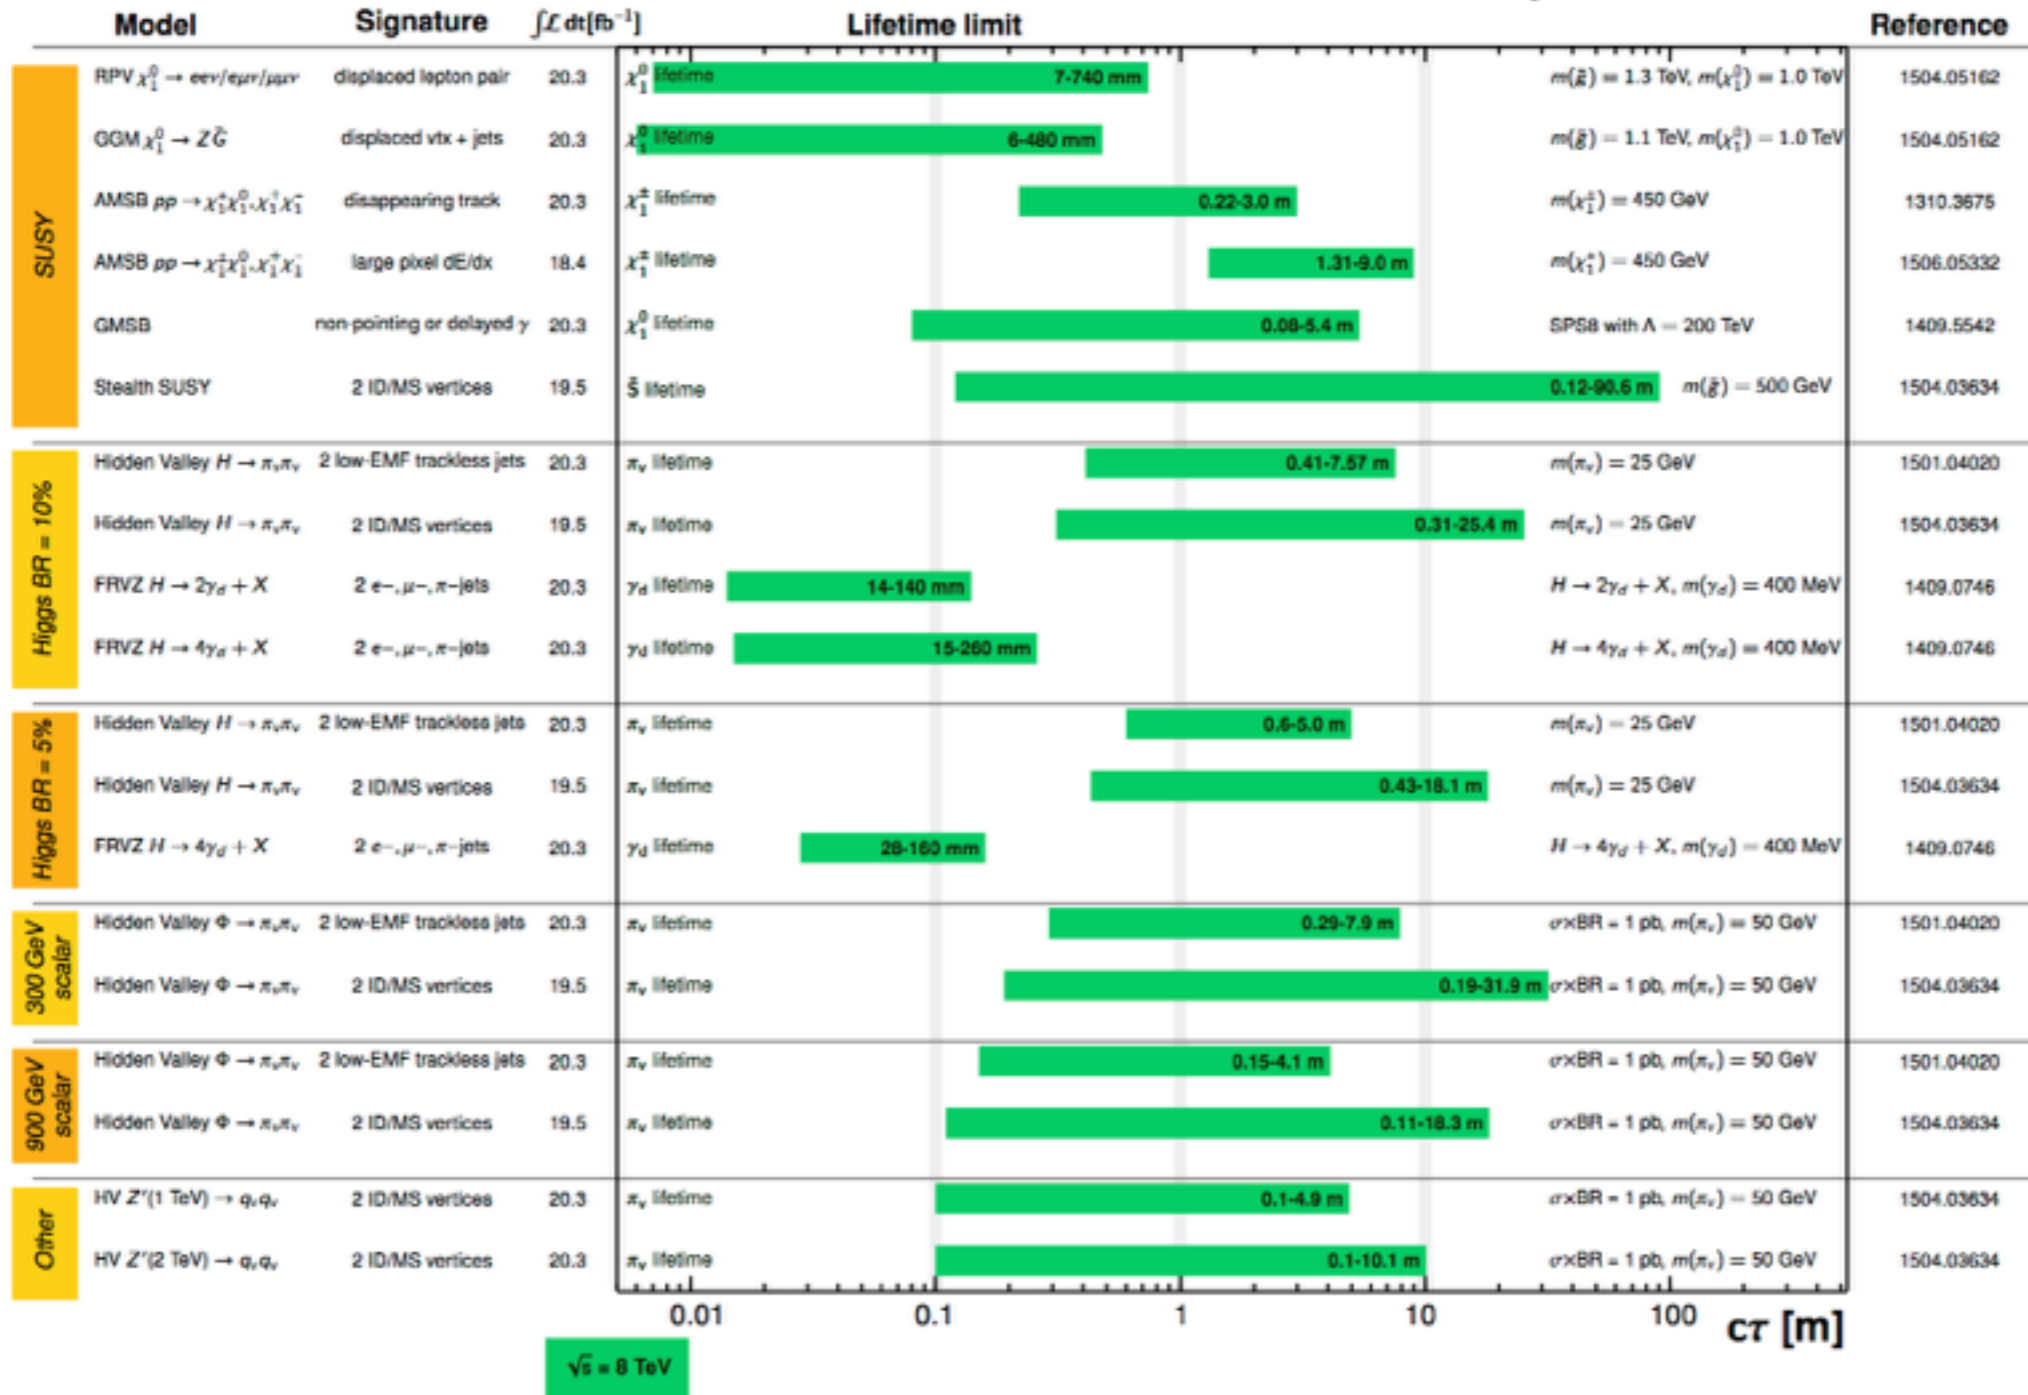 Model Signature ∫ℒ dt[fb⁻¹] Lifetime limit Reference
SUSY
RPV χ₁⁰ → eeν/eμν/μμν displaced lepton pair 20.3 χ₁⁰ lifetime 7-740 mm m(g̃) = 1.3 TeV, m(χ₁⁰) = 1.0 TeV 1504.05162
GGM χ₁⁰ → ZG̃ displaced vtx + jets 20.3 χ₁⁰ lifetime 6-480 mm m(g̃) = 1.1 TeV, m(χ₁⁰) = 1.0 TeV 1504.05162
AMSB pp → χ₁±χ₁⁰, χ₁⁺χ₁⁻ disappearing track 20.3 χ₁± lifetime 0.22-3.0 m m(χ₁±) = 450 GeV 1310.3675
AMSB pp → χ₁±χ₁⁰, χ₁⁺χ₁⁻ large pixel dE/dx 18.4 χ₁± lifetime 1.31-9.0 m m(χ₁±) = 450 GeV 1506.05332
GMSB non-pointing or delayed γ 20.3 χ₁⁰ lifetime 0.08-5.4 m SPS8 with Λ = 200 TeV 1409.5542
Stealth SUSY 2 ID/MS vertices 19.5 S̃ lifetime 0.12-90.6 m m(g̃) = 500 GeV 1504.03634
Higgs BR = 10%
Hidden Valley H → πᵥπᵥ 2 low-EMF trackless jets 20.3 πᵥ lifetime 0.41-7.57 m m(πᵥ) = 25 GeV 1501.04020
Hidden Valley H → πᵥπᵥ 2 ID/MS vertices 19.5 πᵥ lifetime 0.31-25.4 m m(πᵥ) = 25 GeV 1504.03634
FRVZ H → 2γd + X 2 e−, μ−, π−jets 20.3 γd lifetime 14-140 mm H → 2γd + X, m(γd) = 400 MeV 1409.0746
FRVZ H → 4γd + X 2 e−, μ−, π−jets 20.3 γd lifetime 15-260 mm H → 4γd + X, m(γd) = 400 MeV 1409.0746
Higgs BR = 5%
Hidden Valley H → πᵥπᵥ 2 low-EMF trackless jets 20.3 πᵥ lifetime 0.6-5.0 m m(πᵥ) = 25 GeV 1501.04020
Hidden Valley H → πᵥπᵥ 2 ID/MS vertices 19.5 πᵥ lifetime 0.43-18.1 m m(πᵥ) = 25 GeV 1504.03634
FRVZ H → 4γd + X 2 e−, μ−, π−jets 20.3 γd lifetime 28-160 mm H → 4γd + X, m(γd) = 400 MeV 1409.0746
300 GeV scalar
Hidden Valley Φ → πᵥπᵥ 2 low-EMF trackless jets 20.3 πᵥ lifetime 0.29-7.9 m σ×BR = 1 pb, m(πᵥ) = 50 GeV 1501.04020
Hidden Valley Φ → πᵥπᵥ 2 ID/MS vertices 19.5 πᵥ lifetime 0.19-31.9 m σ×BR = 1 pb, m(πᵥ) = 50 GeV 1504.03634
900 GeV scalar
Hidden Valley Φ → πᵥπᵥ 2 low-EMF trackless jets 20.3 πᵥ lifetime 0.15-4.1 m σ×BR = 1 pb, m(πᵥ) = 50 GeV 1501.04020
Hidden Valley Φ → πᵥπᵥ 2 ID/MS vertices 19.5 πᵥ lifetime 0.11-18.3 m σ×BR = 1 pb, m(πᵥ) = 50 GeV 1504.03634
Other
HV Z′(1 TeV) → qᵥqᵥ 2 ID/MS vertices 20.3 πᵥ lifetime 0.1-4.9 m σ×BR = 1 pb, m(πᵥ) = 50 GeV 1504.03634
HV Z′(2 TeV) → qᵥqᵥ 2 ID/MS vertices 20.3 πᵥ lifetime 0.1-10.1 m σ×BR = 1 pb, m(πᵥ) = 50 GeV 1504.03634
0.01 0.1 1 10 100 cτ [m]
√s = 8 TeV